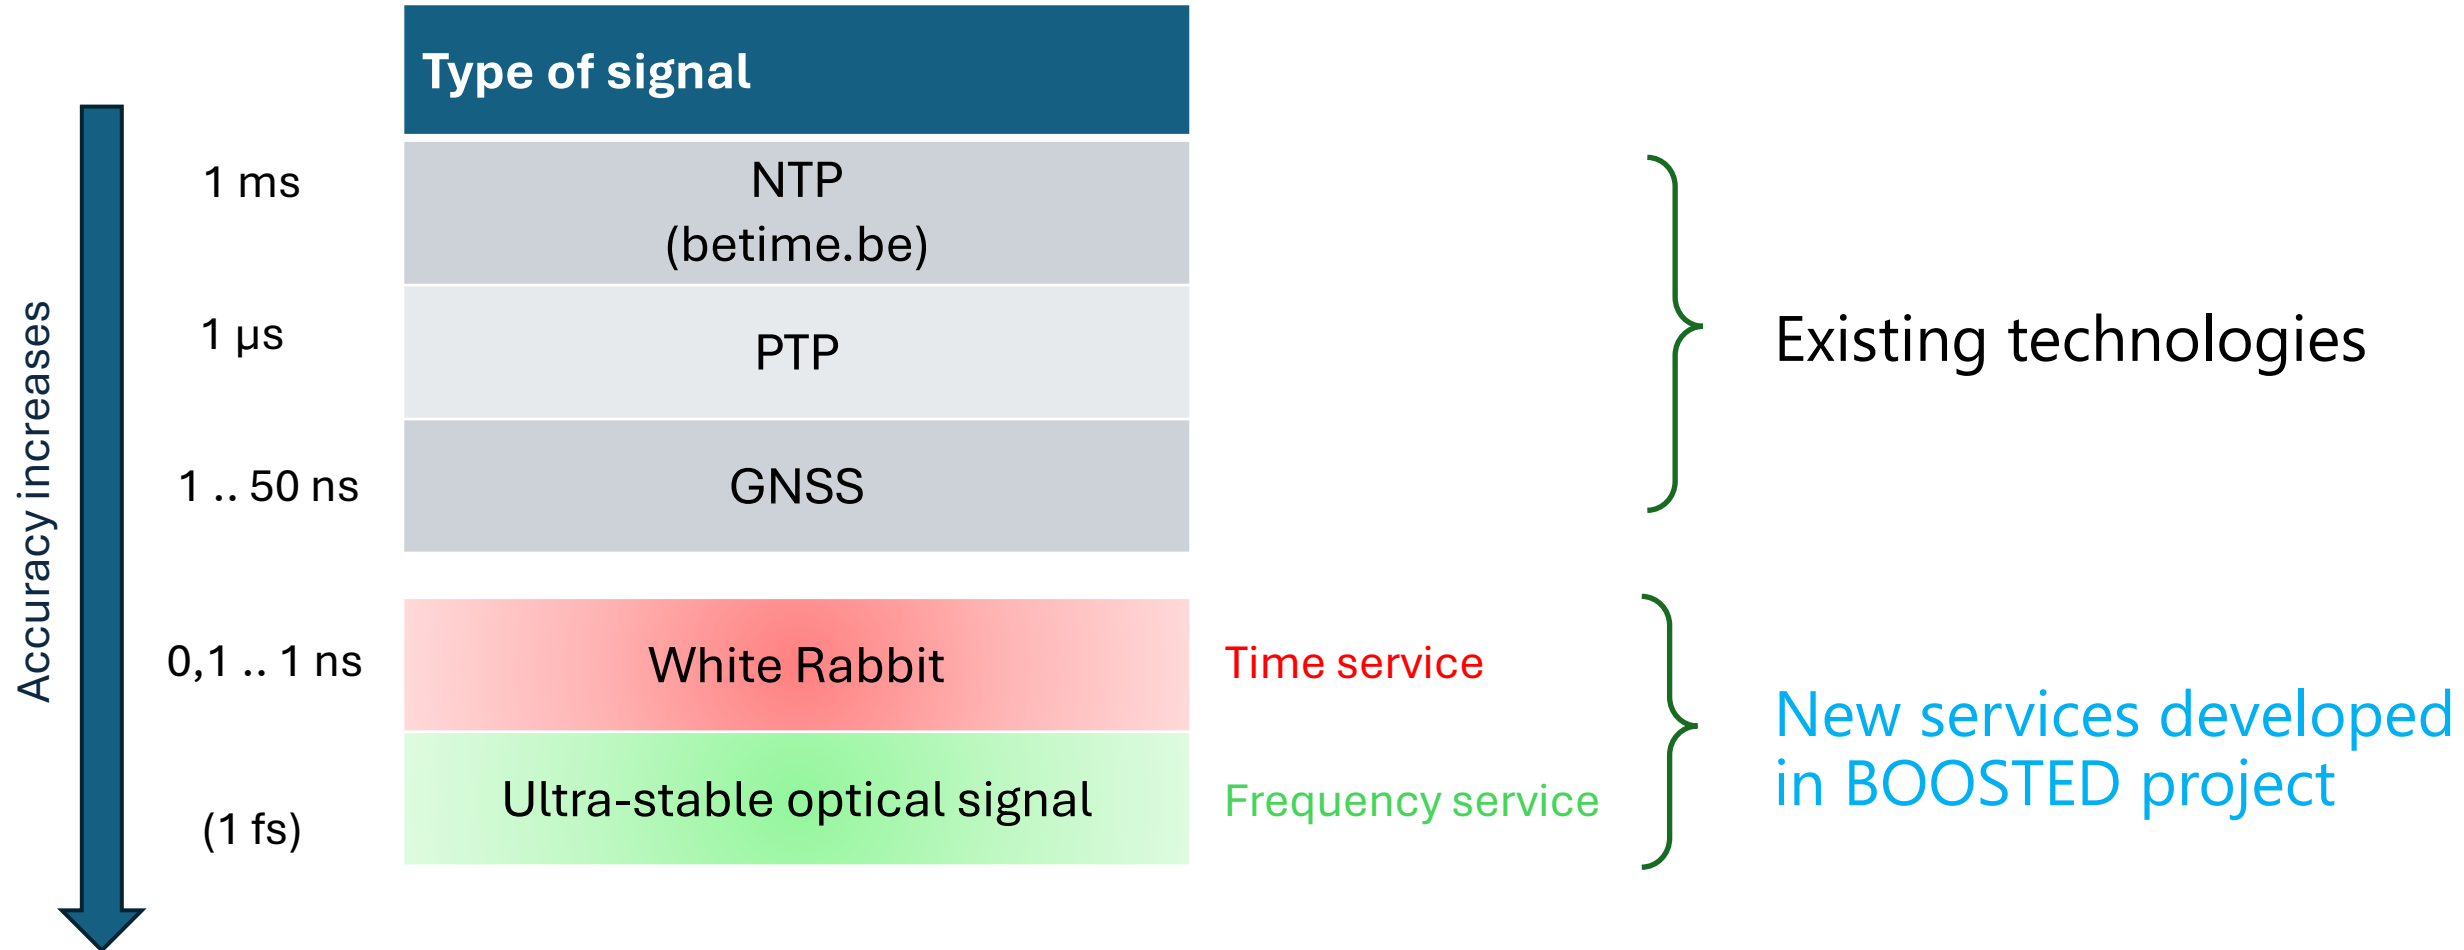 Type of signal
Accuracy increases
1 ms
NTP
(betime.be)
1 µs
PTP
1 .. 50 ns
GNSS
Existing technologies
0,1 .. 1 ns
White Rabbit
Time service
(1 fs)
Ultra-stable optical signal
Frequency service
New services developed
in BOOSTED project